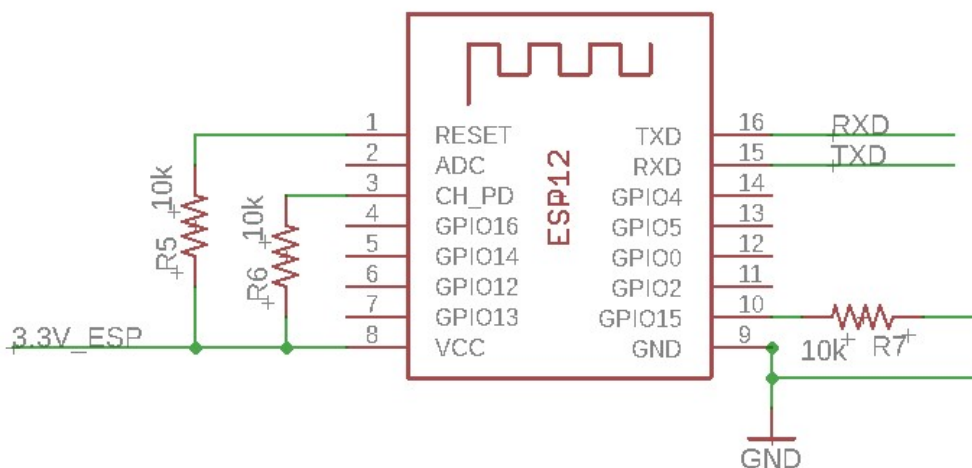 1 RESET TXD 16 RXD
2 ADC RXD 15 TXD
3 CH_PD GPIO4 14
4 GPIO16 GPIO5 13
5 GPIO14 GPIO0 12
6 GPIO12 GPIO2 11
7 GPIO13 GPIO15 10
8 VCC GND 9
ESP12
10k
R5
10k
R6
3.3V_ESP
10k R7
GND